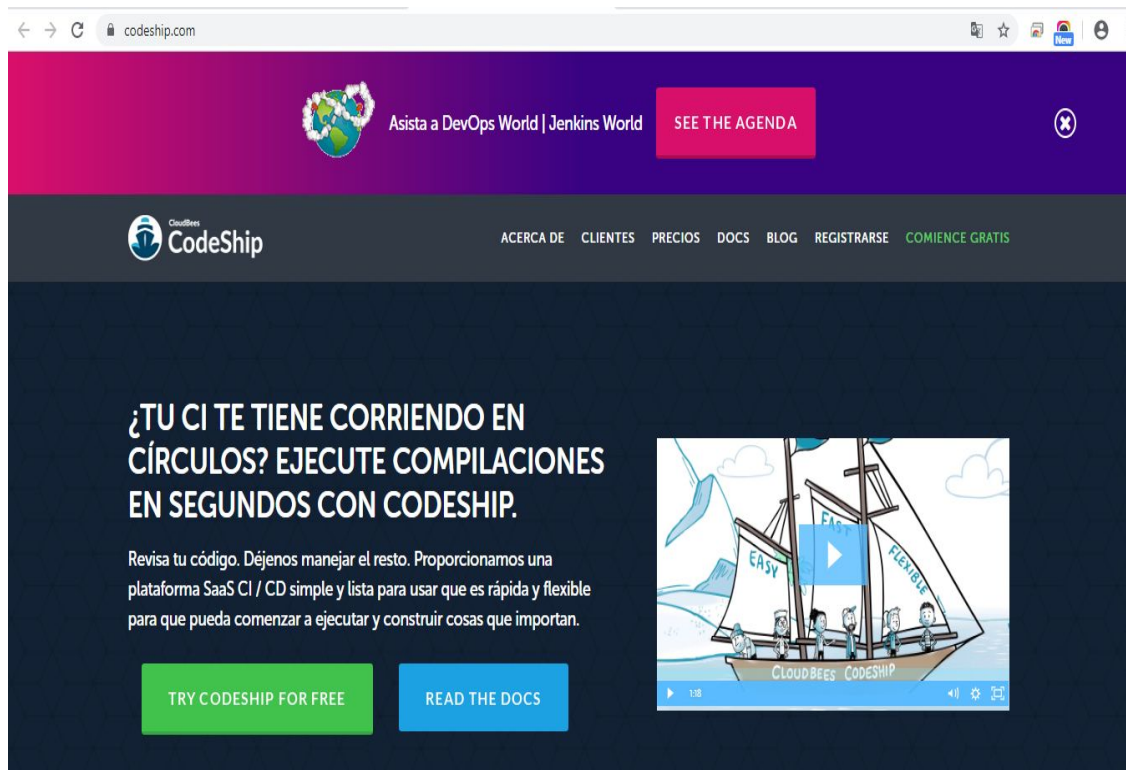 codeship.com
New
Asista a DevOps World | Jenkins World
SEE THE AGENDA
CloudBees
CodeShip
ACERCA DE CLIENTES PRECIOS DOCS BLOG REGISTRARSE COMIENCE GRATIS
¿TU CI TE TIENE CORRIENDO EN
CÍRCULOS? EJECUTE COMPILACIONES
EN SEGUNDOS CON CODESHIP.
Revisa tu código. Déjenos manejar el resto. Proporcionamos una
plataforma SaaS CI / CD simple y lista para usar que es rápida y flexible
para que pueda comenzar a ejecutar y construir cosas que importan.
TRY CODESHIP FOR FREE
READ THE DOCS
EASY
FAST
FLEXIBLE
CLOUDBEES CODESHIP
1:18